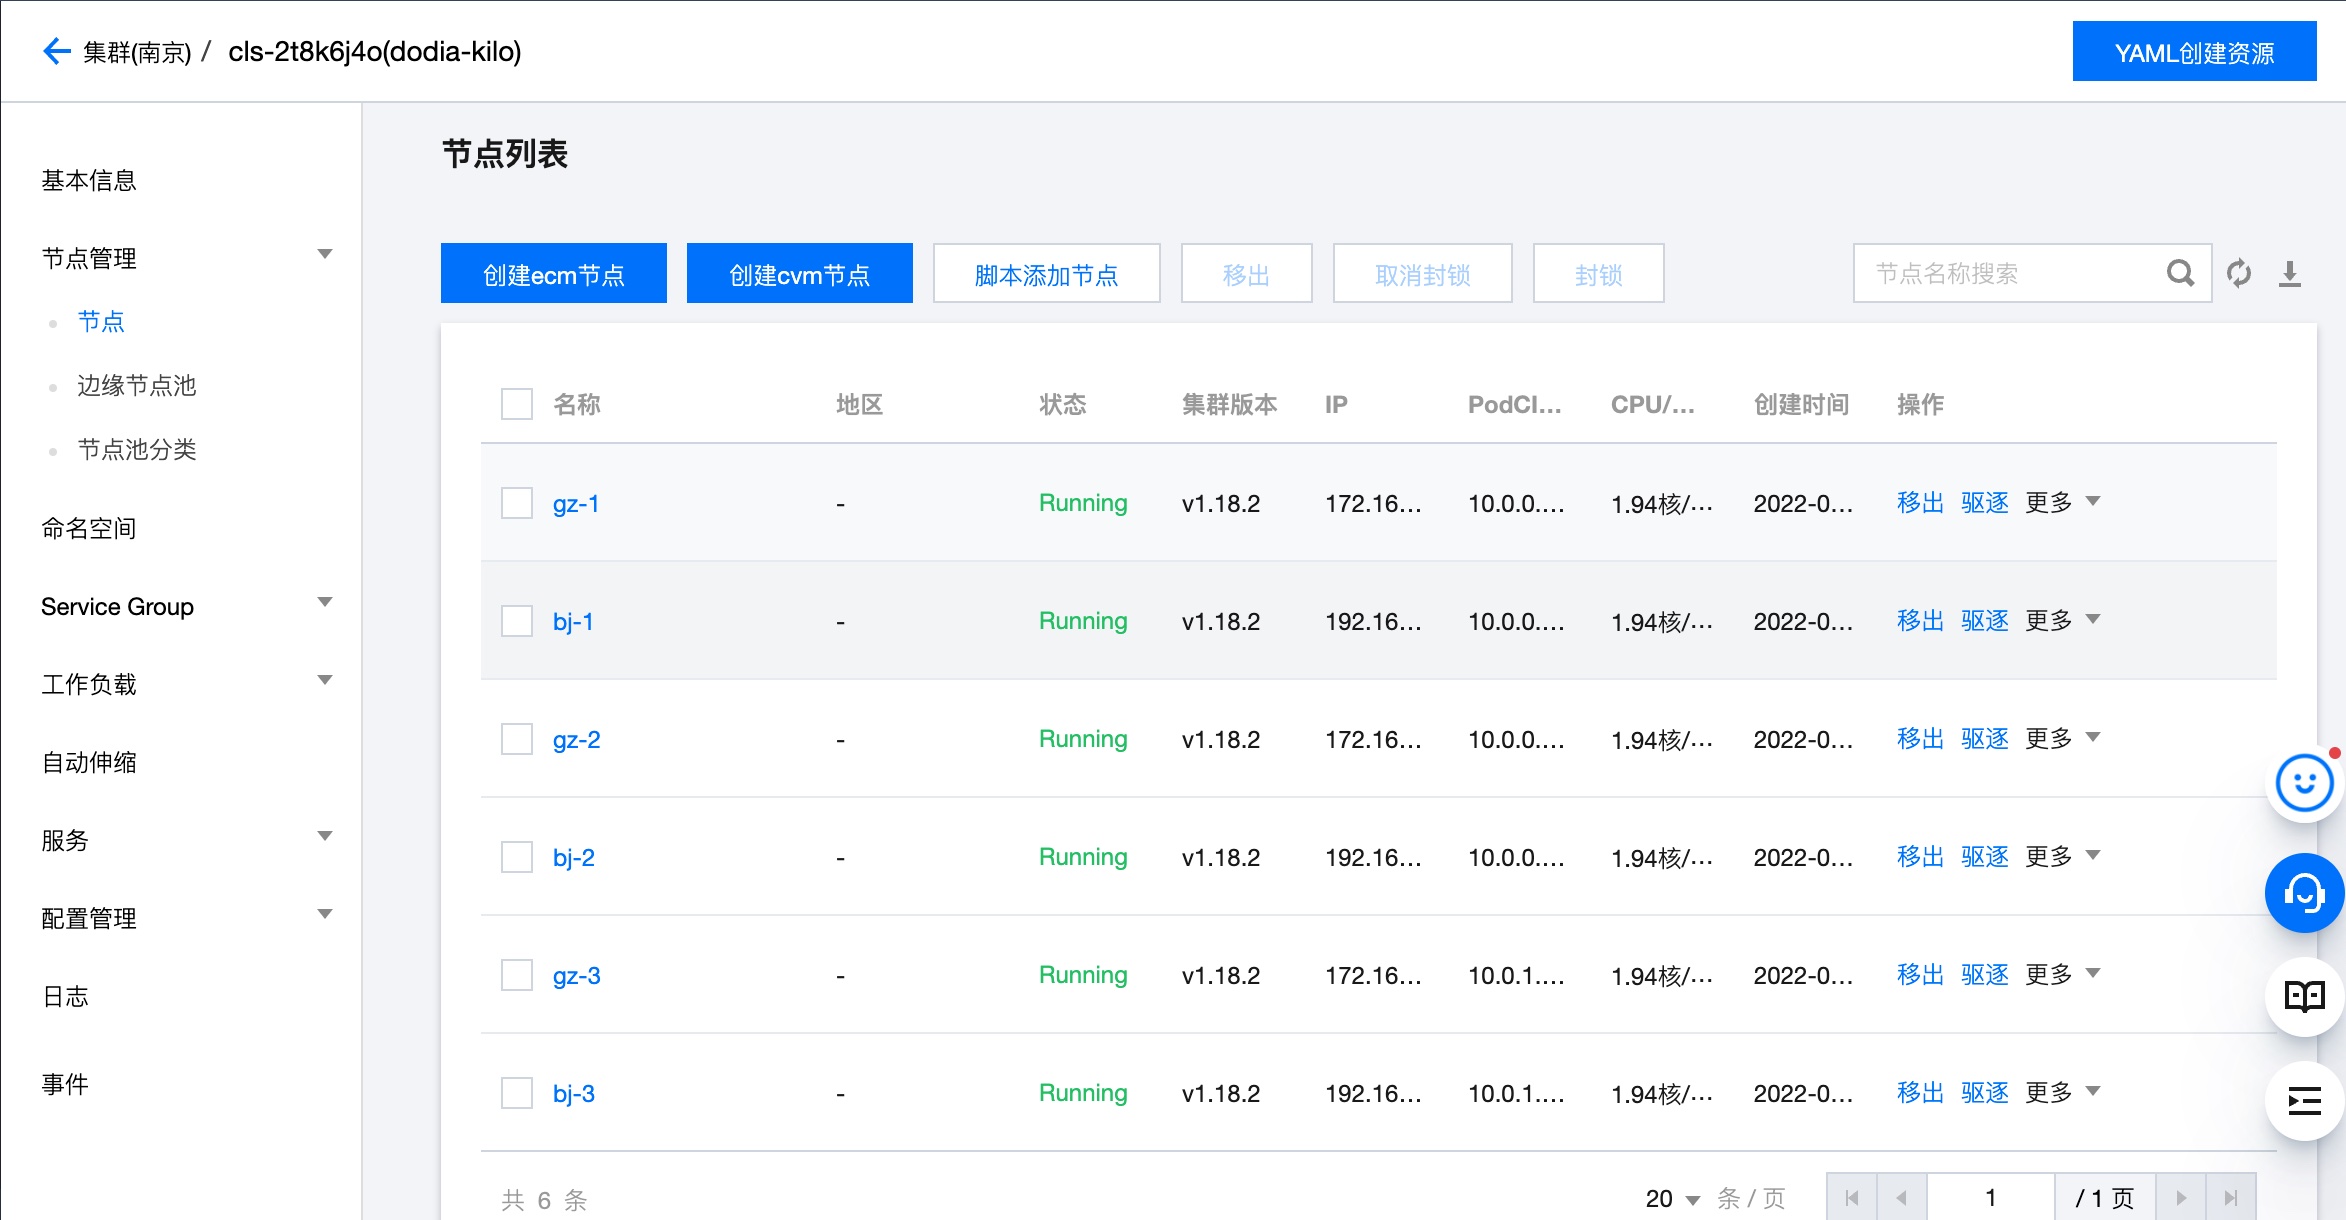 集群(南京) / cls-2t8k6j4o(dodia-kilo)
YAML创建资源
基本信息
节点管理
节点
边缘节点池
节点池分类
命名空间
Service Group
工作负载
自动伸缩
服务
配置管理
日志
事件
节点列表
创建ecm节点 创建cvm节点 脚本添加节点 移出 取消封锁 封锁 节点名称搜索
名称 地区 状态 集群版本 IP PodCI... CPU/... 创建时间 操作
gz-1 - Running v1.18.2 172.16... 10.0.0.... 1.94核/... 2022-0... 移出 驱逐 更多
bj-1 - Running v1.18.2 192.16... 10.0.0.... 1.94核/... 2022-0... 移出 驱逐 更多
gz-2 - Running v1.18.2 172.16... 10.0.0.... 1.94核/... 2022-0... 移出 驱逐 更多
bj-2 - Running v1.18.2 192.16... 10.0.0.... 1.94核/... 2022-0... 移出 驱逐 更多
gz-3 - Running v1.18.2 172.16... 10.0.1.... 1.94核/... 2022-0... 移出 驱逐 更多
bj-3 - Running v1.18.2 192.16... 10.0.1.... 1.94核/... 2022-0... 移出 驱逐 更多
共 6 条 20 条 / 页 1 / 1 页